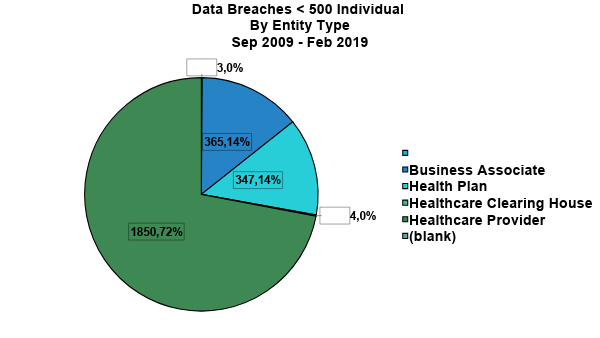 Data Breaches < 500 Individual
By Entity Type
Sep 2009 - Feb 2019
3,0%
365,14%
347,14%
4,0%
1850,72%
Business Associate
Health Plan
Healthcare Clearing House
Healthcare Provider
(blank)